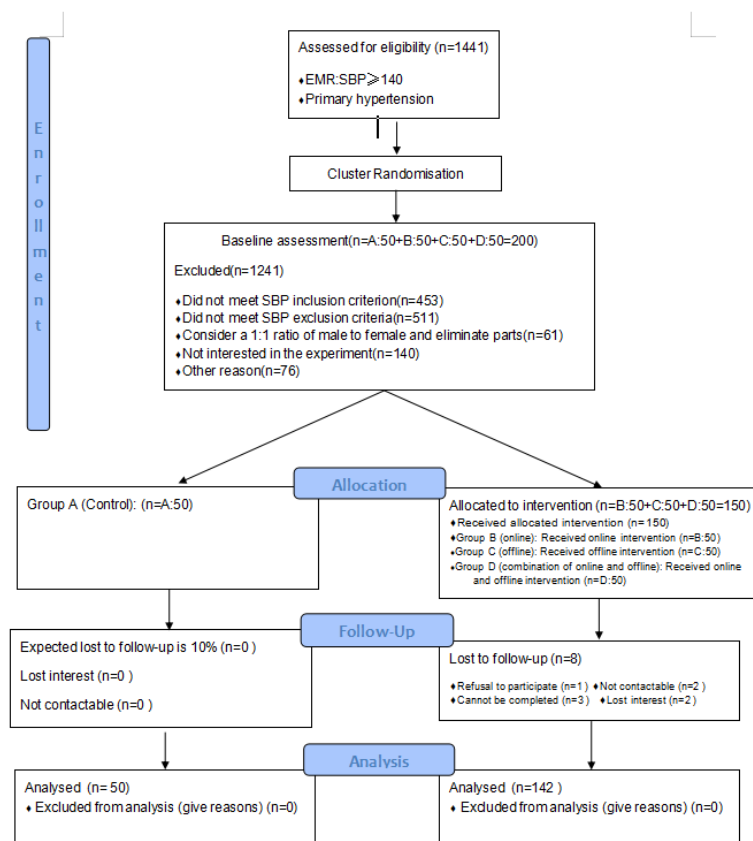 Enrollment
Assessed for eligibility (n=1441)
♦EMR:SBP⩾140
♦Primary hypertension
Cluster Randomisation
Baseline assessment(n=A:50+B:50+C:50+D:50=200)
Excluded(n=1241)
♦Did not meet SBP inclusion criterion(n=453)
♦Did not meet SBP exclusion criteria(n=511)
♦Consider a 1:1 ratio of male to female and eliminate parts(n=61)
♦Not interested in the experiment(n=140)
♦Other reason(n=76)
Allocation
Group A (Control): (n=A:50)
Allocated to intervention (n=B:50+C:50+D:50=150)
♦Received allocated intervention (n=150)
♦Group B (online): Received online intervention (n=B:50)
♦Group C (offline): Received offline intervention (n=C:50)
♦Group D (combination of online and offline): Received online
and offline intervention (n=D:50)
Follow-Up
Expected lost to follow-up is 10% (n=0 )
Lost interest (n=0 )
Not contactable (n=0 )
Lost to follow-up (n=8)
♦Refusal to participate (n=1 ) ♦Not contactable (n=2 )
♦Cannot be completed (n=3 ) ♦Lost interest (n=2 )
Analysis
Analysed (n= 50)
♦ Excluded from analysis (give reasons) (n=0)
Analysed (n=142 )
♦ Excluded from analysis (give reasons) (n=0)